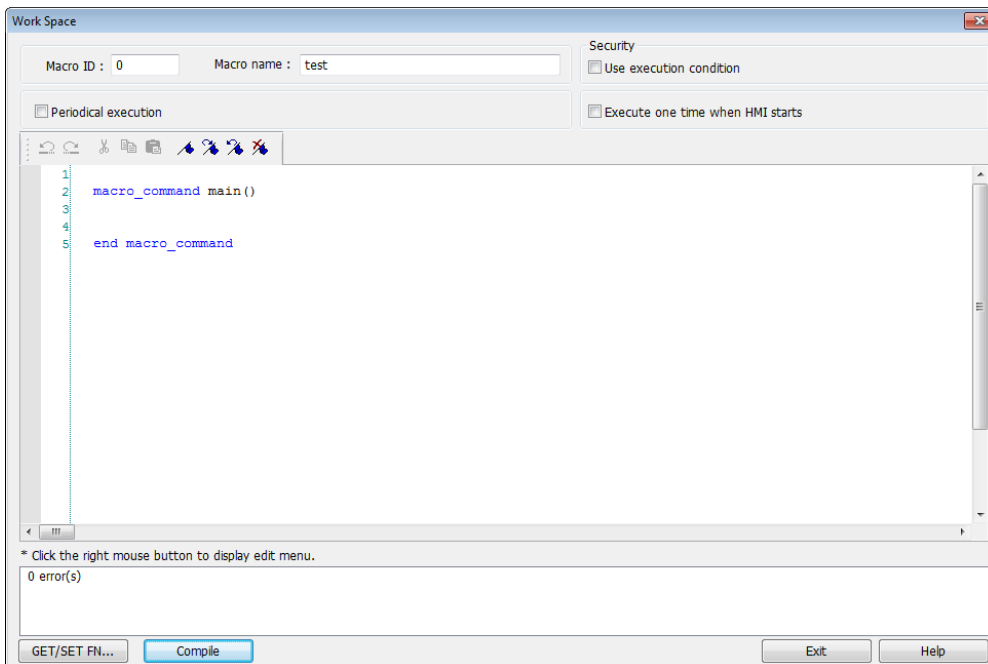 Work Space
Macro ID : 0 Macro name : test
Security
Use execution condition
Periodical execution
Execute one time when HMI starts
1
2 macro_command main()
3
4
5 end macro_command
* Click the right mouse button to display edit menu.
0 error(s)
GET/SET FN... Compile Exit Help